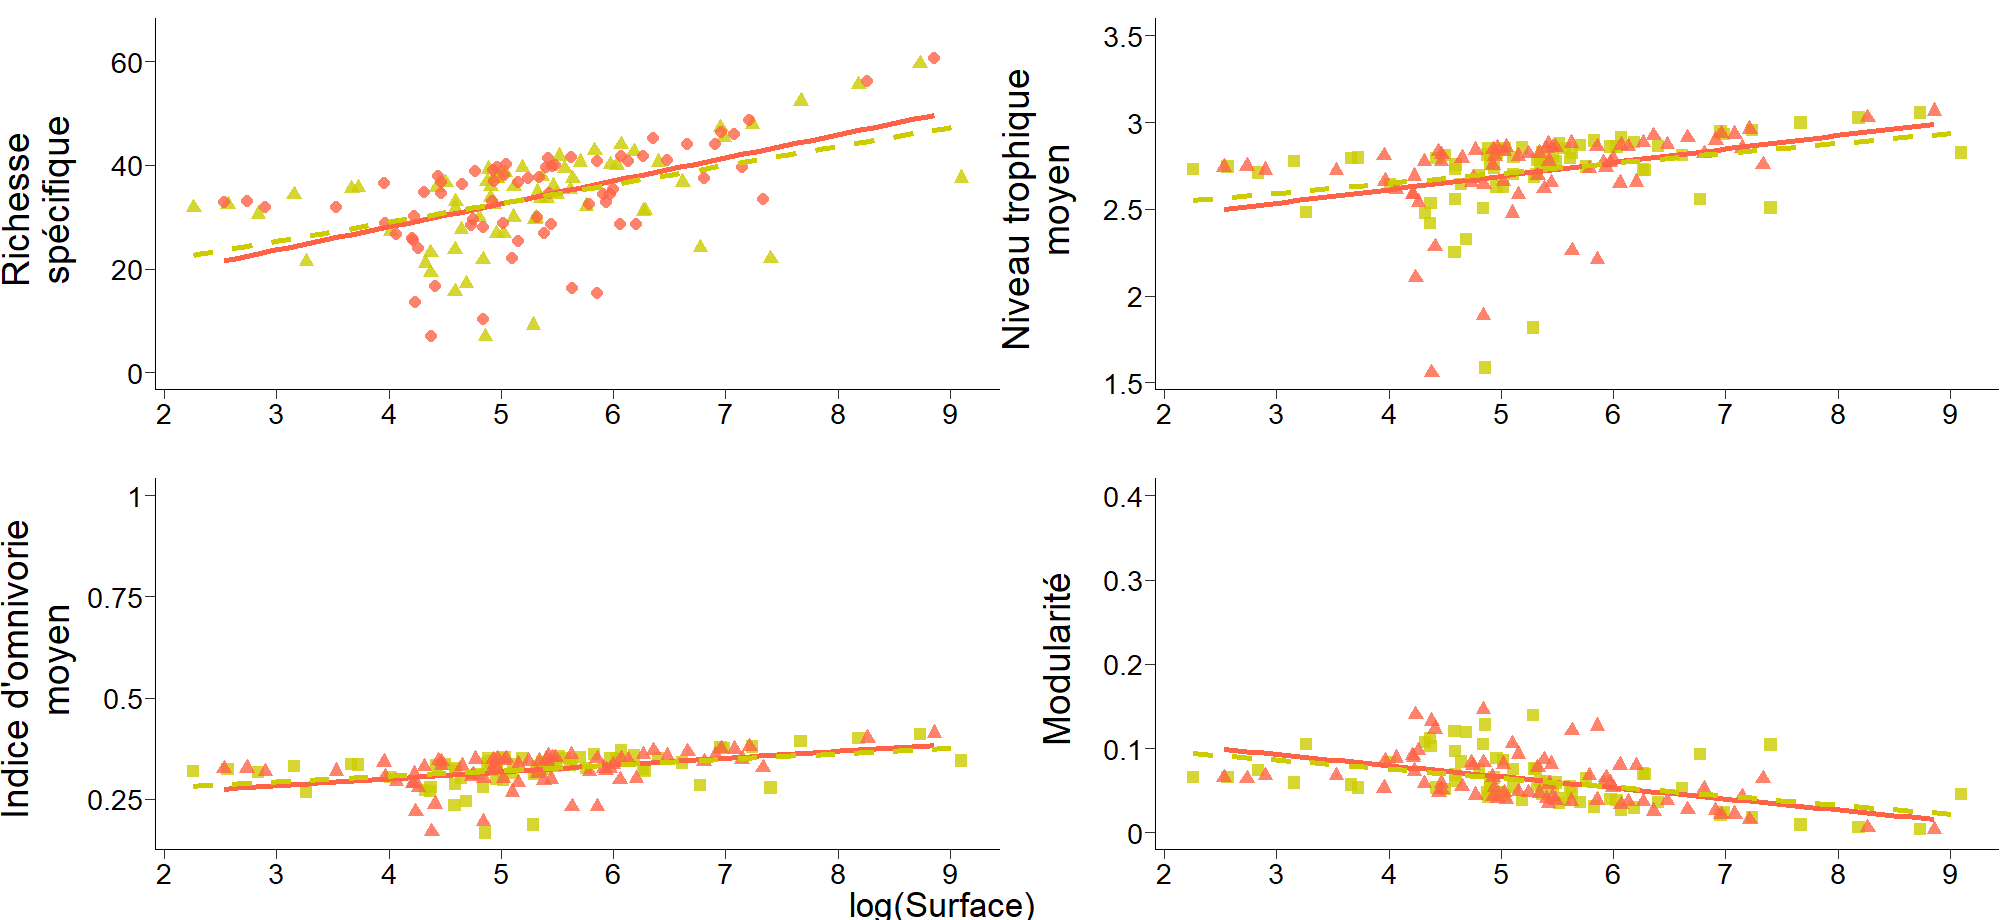 Richesse
spécifique
60
40
20
0
2 3 4 5 6 7 8 9
Niveau trophique
moyen
3.5
3
2.5
2
1.5
2 3 4 5 6 7 8 9
Indice d'omnivorie
moyen
1
0.75
0.5
0.25
2 3 4 5 6 7 8 9
Modularité
0.4
0.3
0.2
0.1
0
2 3 4 5 6 7 8 9
log(Surface)